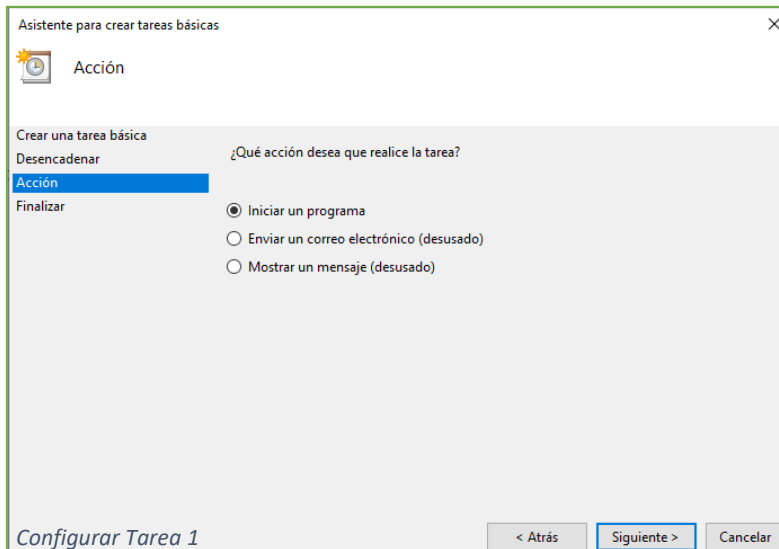 Asistente para crear tareas básicas
Acción
Crear una tarea básica
Desencadenar
Acción
Finalizar
¿Qué acción desea que realice la tarea?
Iniciar un programa
Enviar un correo electrónico (desusado)
Mostrar un mensaje (desusado)
Configurar Tarea 1
< Atrás
Siguiente >
Cancelar